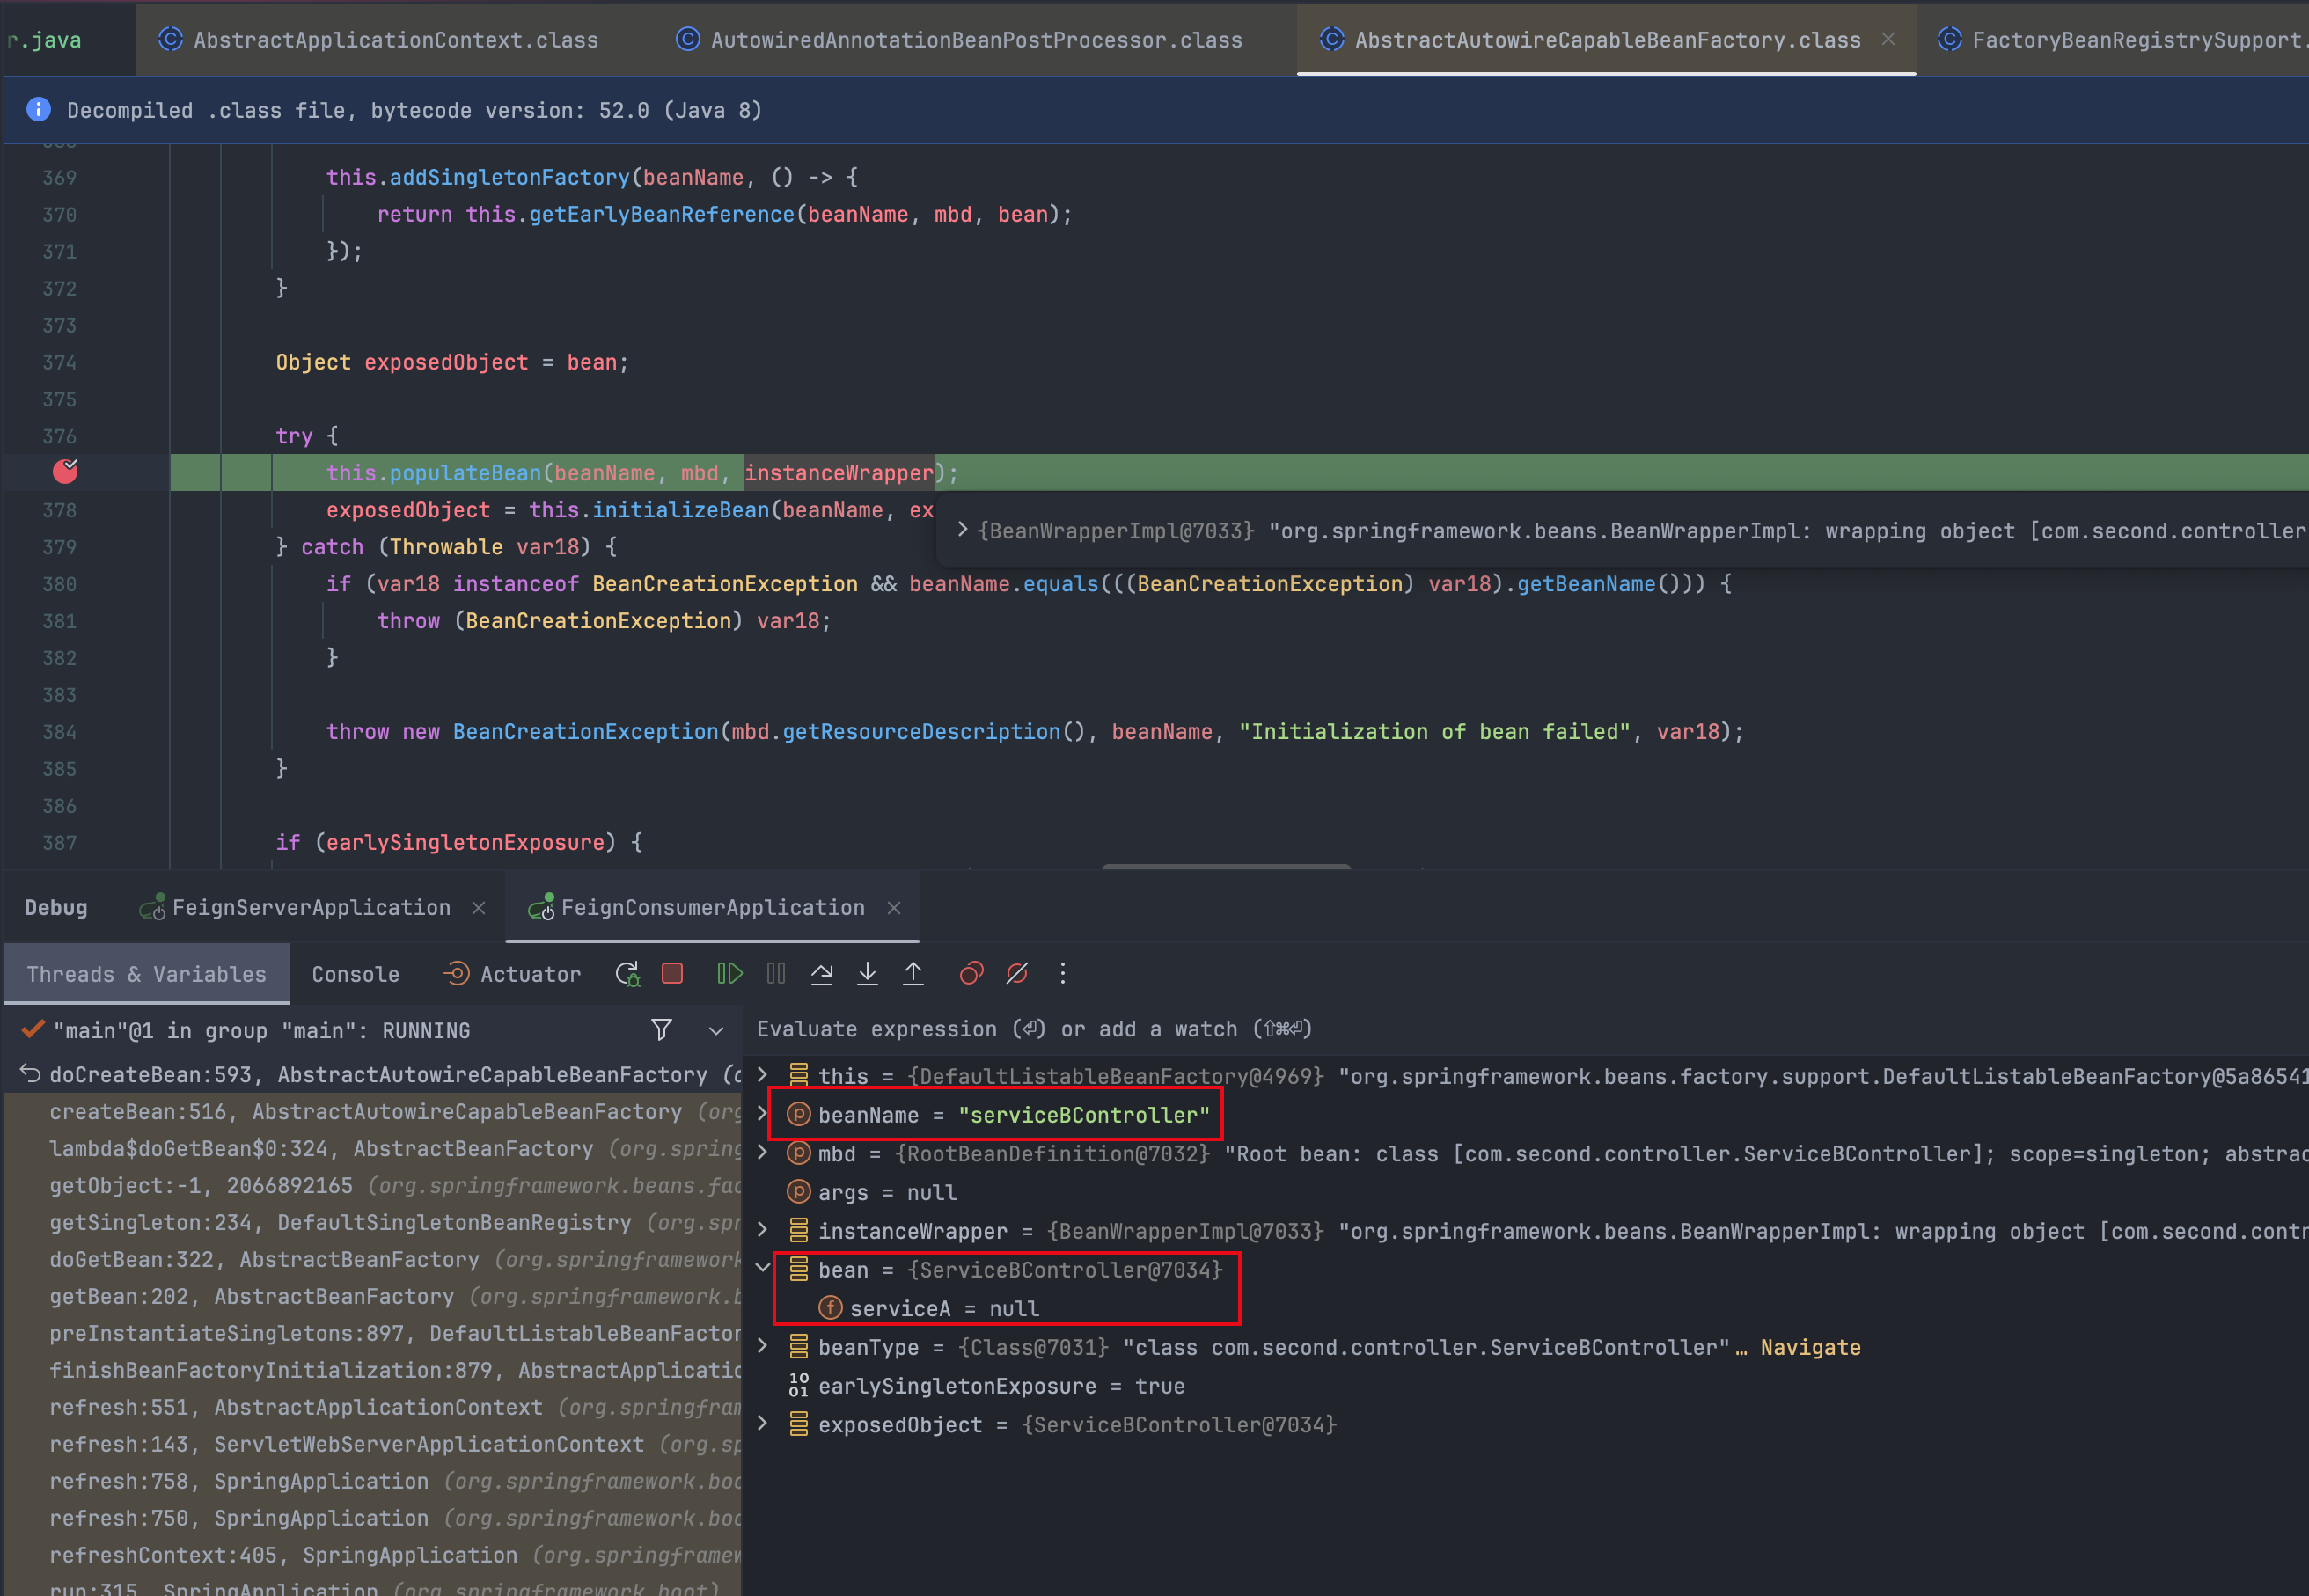 r.java AbstractApplicationContext.class AutowiredAnnotationBeanPostProcessor.class AbstractAutowireCapableBeanFactory.class FactoryBeanRegistrySupport.
Decompiled .class file, bytecode version: 52.0 (Java 8)
369 this.addSingletonFactory(beanName, () -> {
370 return this.getEarlyBeanReference(beanName, mbd, bean);
371 });
372 }
373
374 Object exposedObject = bean;
375
376 try {
this.populateBean(beanName, mbd, instanceWrapper);
378 exposedObject = this.initializeBean(beanName, ex
{BeanWrapperImpl@7033} "org.springframework.beans.BeanWrapperImpl: wrapping object [com.second.controller
379 } catch (Throwable var18) {
380 if (var18 instanceof BeanCreationException && beanName.equals(((BeanCreationException) var18).getBeanName())) {
381 throw (BeanCreationException) var18;
382 }
383
384 throw new BeanCreationException(mbd.getResourceDescription(), beanName, "Initialization of bean failed", var18);
385 }
386
387 if (earlySingletonExposure) {
Debug FeignServerApplication FeignConsumerApplication
Threads & Variables Console Actuator
"main"@1 in group "main": RUNNING
doCreateBean:593, AbstractAutowireCapableBeanFactory (o
createBean:516, AbstractAutowireCapableBeanFactory (org
lambda$doGetBean$0:324, AbstractBeanFactory (org.spring
getObject:-1, 2066892165 (org.springframework.beans.fac
getSingleton:234, DefaultSingletonBeanRegistry (org.spr
doGetBean:322, AbstractBeanFactory (org.springframework
getBean:202, AbstractBeanFactory (org.springframework.b
preInstantiateSingletons:897, DefaultListableBeanFactor
finishBeanFactoryInitialization:879, AbstractApplicatio
refresh:551, AbstractApplicationContext (org.springfram
refresh:143, ServletWebServerApplicationContext (org.sp
refresh:758, SpringApplication (org.springframework.boo
refresh:750, SpringApplication (org.springframework.boo
refreshContext:405, SpringApplication (org.springframew
run:315, SpringApplication (org.springframework.boot)
Evaluate expression (⏎) or add a watch (⇧⌘⏎)
this = {DefaultListableBeanFactory@4969} "org.springframework.beans.factory.support.DefaultListableBeanFactory@5a86541
beanName = "serviceBController"
mbd = {RootBeanDefinition@7032} "Root bean: class [com.second.controller.ServiceBController]; scope=singleton; abstrac
args = null
instanceWrapper = {BeanWrapperImpl@7033} "org.springframework.beans.BeanWrapperImpl: wrapping object [com.second.contr
bean = {ServiceBController@7034}
serviceA = null
beanType = {Class@7031} "class com.second.controller.ServiceBController"… Navigate
earlySingletonExposure = true
exposedObject = {ServiceBController@7034}